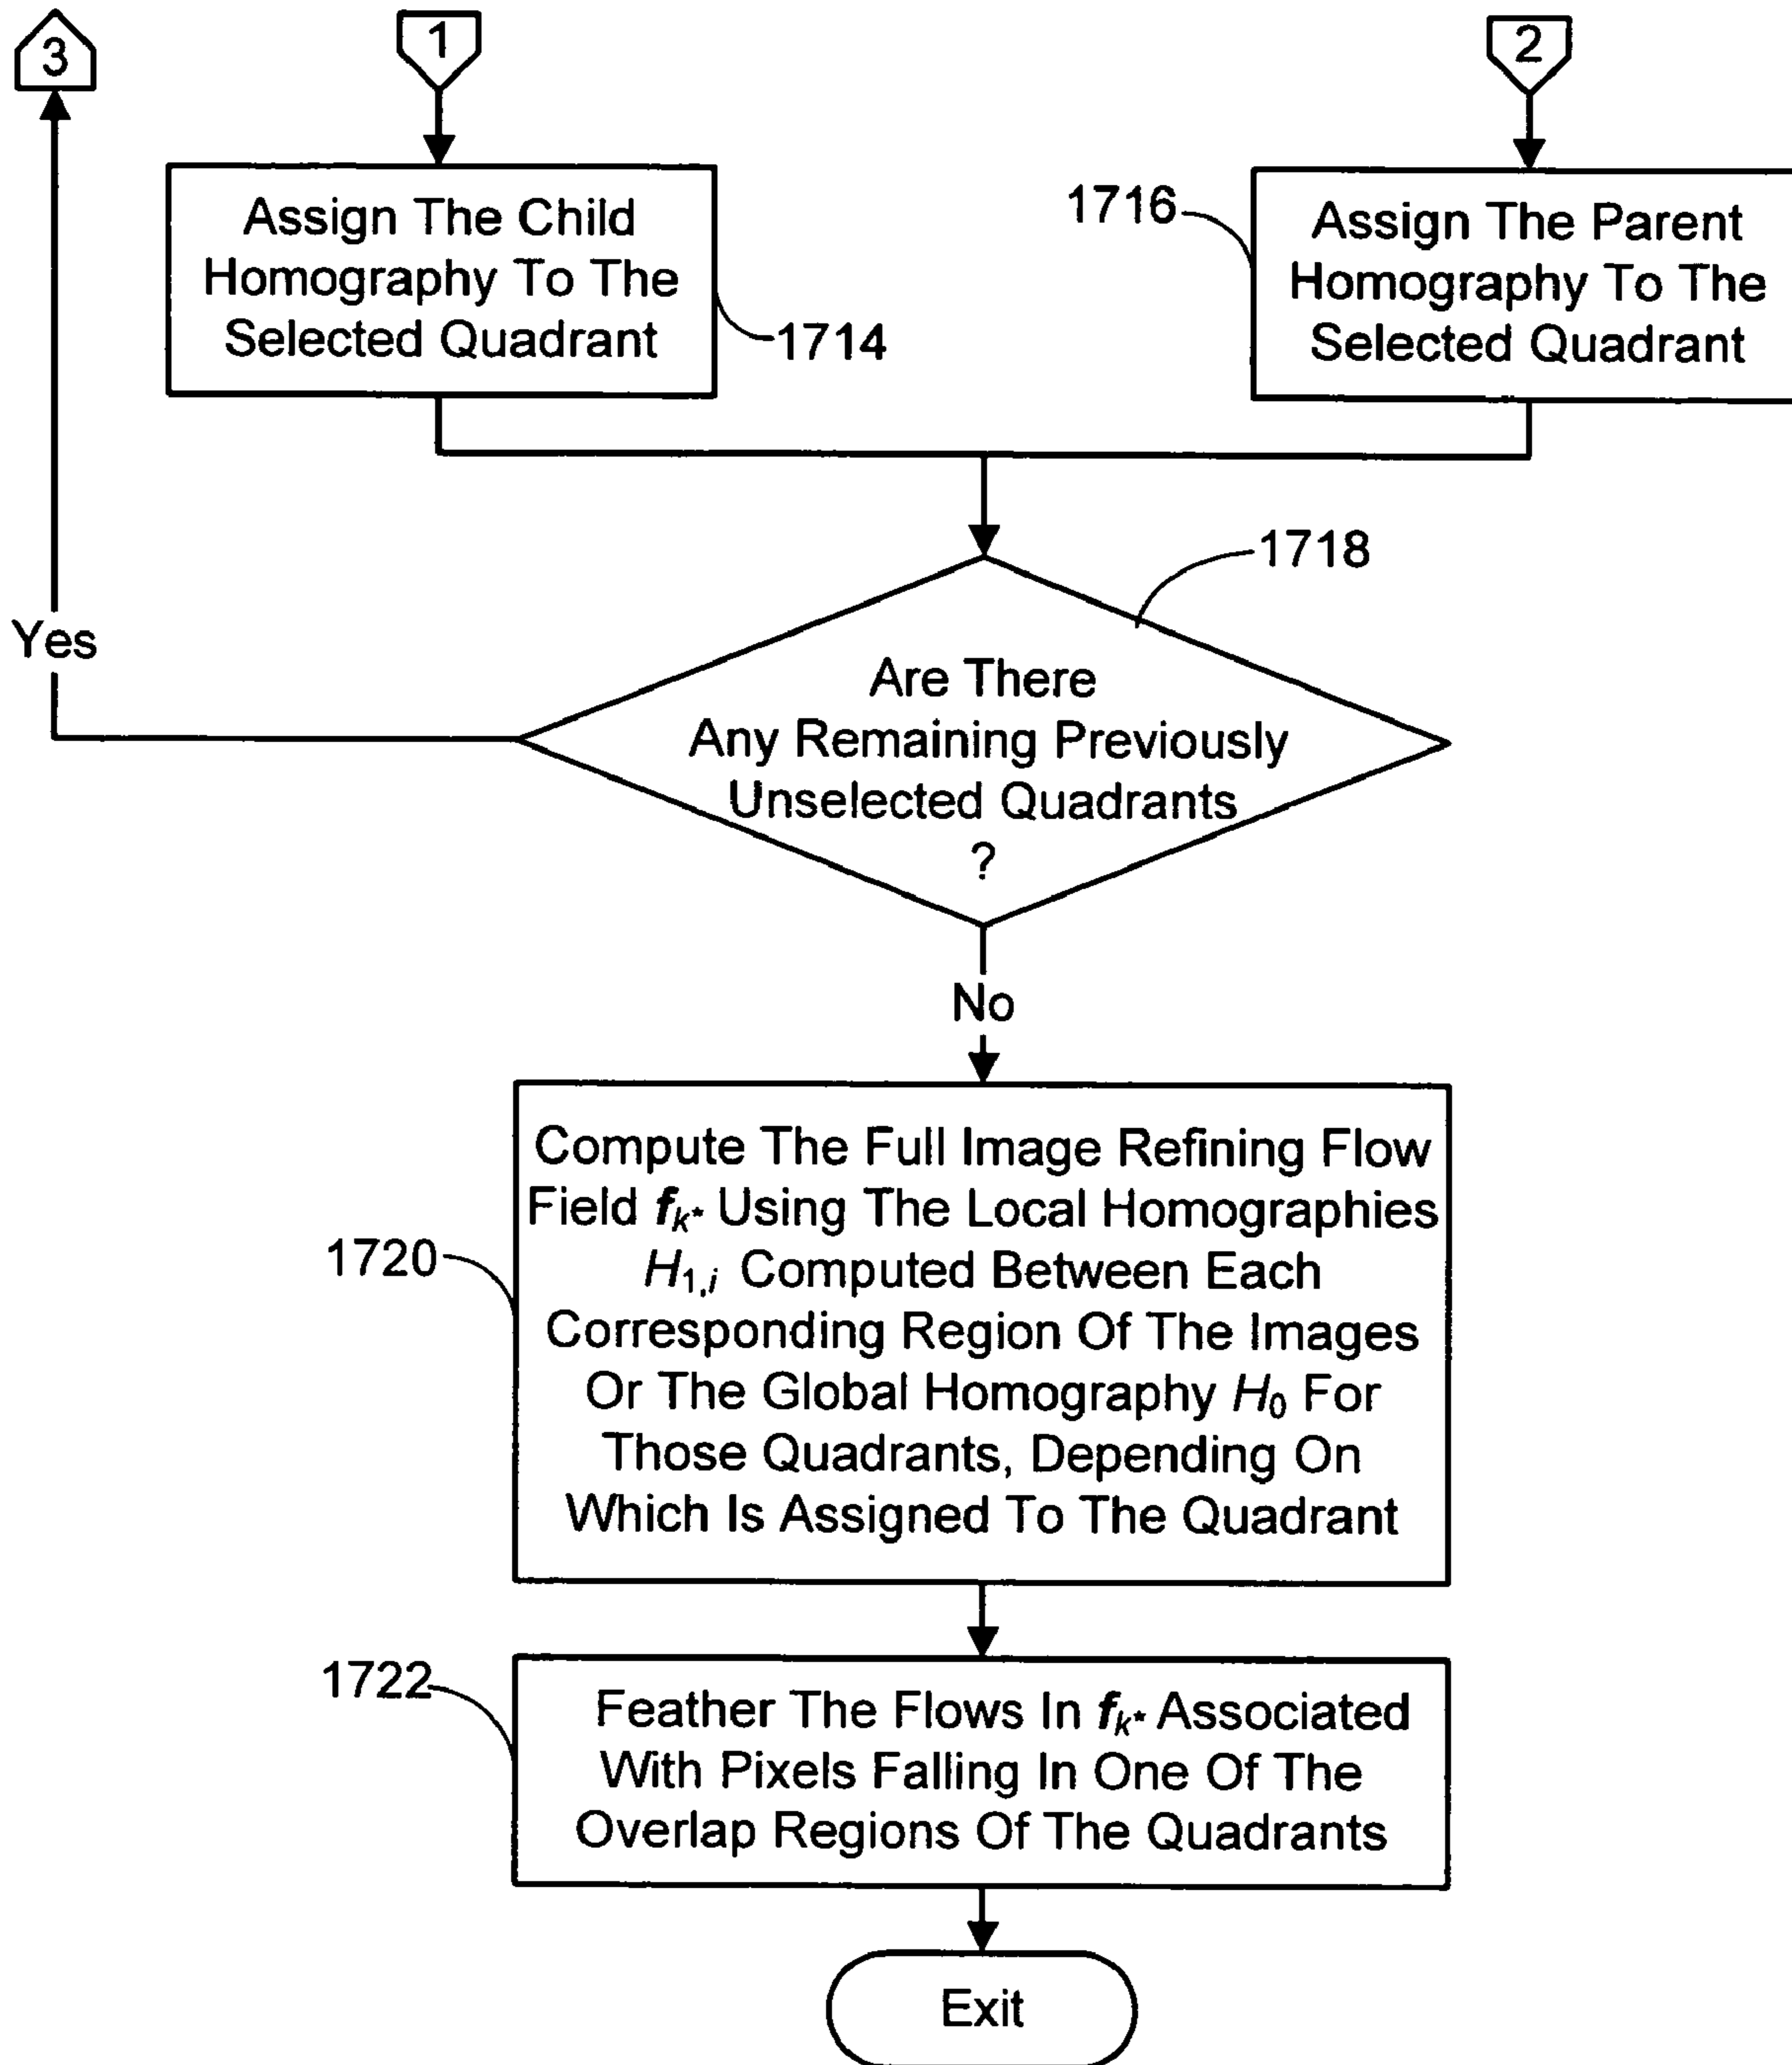 3
1
2
Assign The Child
Homography To The
Selected Quadrant
1714
1716
Assign The Parent
Homography To The
Selected Quadrant
1718
Yes
Are There
Any Remaining Previously
Unselected Quadrants
?
No
1720
Compute The Full Image Refining Flow
Field f_k* Using The Local Homographies
H_1,i Computed Between Each
Corresponding Region Of The Images
Or The Global Homography H_0 For
Those Quadrants, Depending On
Which Is Assigned To The Quadrant
1722
Feather The Flows In f_k* Associated
With Pixels Falling In One Of The
Overlap Regions Of The Quadrants
Exit